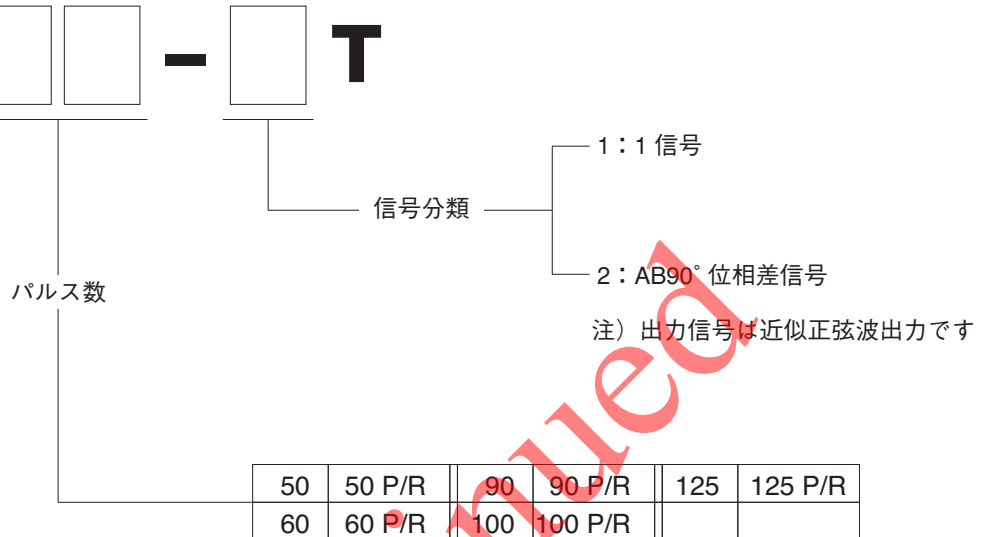 − T
1：1 信号
信号分類
2：AB90°位相差信号
パルス数
注）出力信号は近似正弦波出力です
50 50 P/R 90 90 P/R 125 125 P/R
60 60 P/R 100 100 P/R
inued